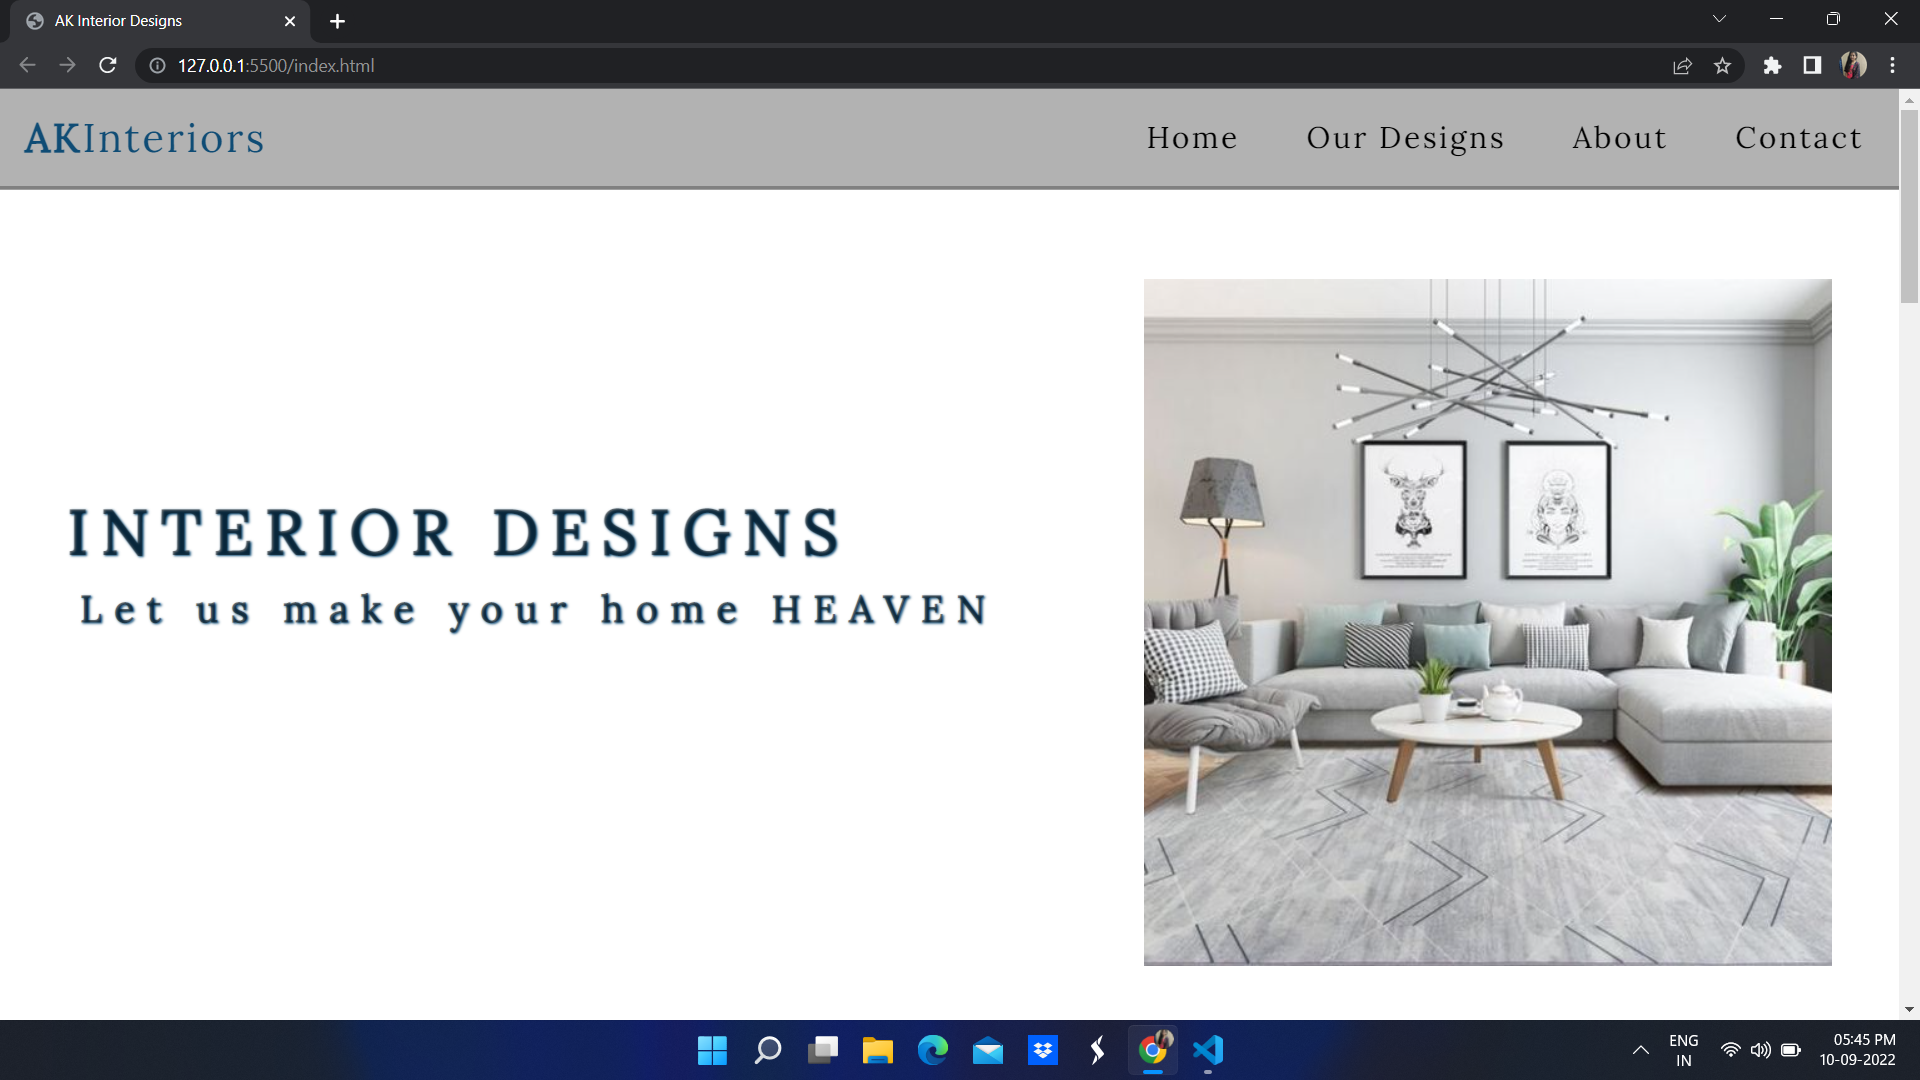 AK Interior Designs
127.0.0.1:5500/index.html
AKInteriors
Home
Our Designs
About
Contact
INTERIOR DESIGNS
Let us make your home HEAVEN
ENG
IN
05:45 PM
10-09-2022